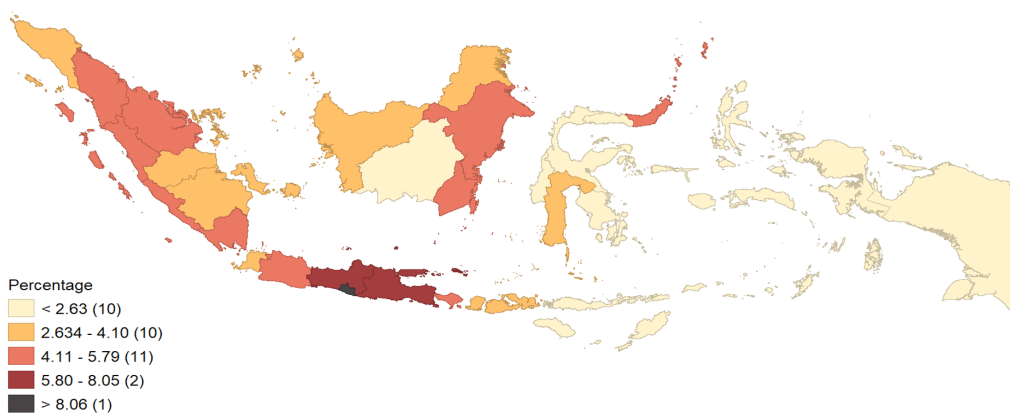 Percentage
< 2.63 (10)
2.634 - 4.10 (10)
4.11 - 5.79 (11)
5.80 - 8.05 (2)
> 8.06 (1)